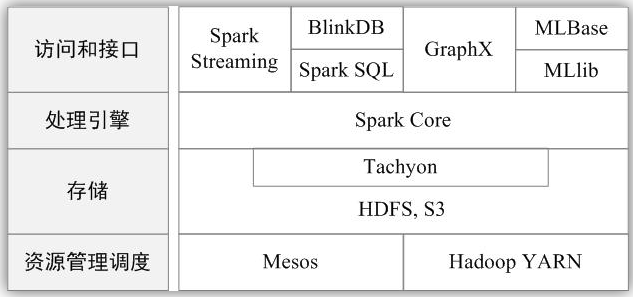 访问和接口
Spark
Streaming
BlinkDB
Spark SQL
GraphX
MLBase
MLlib
处理引擎
Spark Core
存储
Tachyon
HDFS, S3
资源管理调度
Mesos
Hadoop YARN